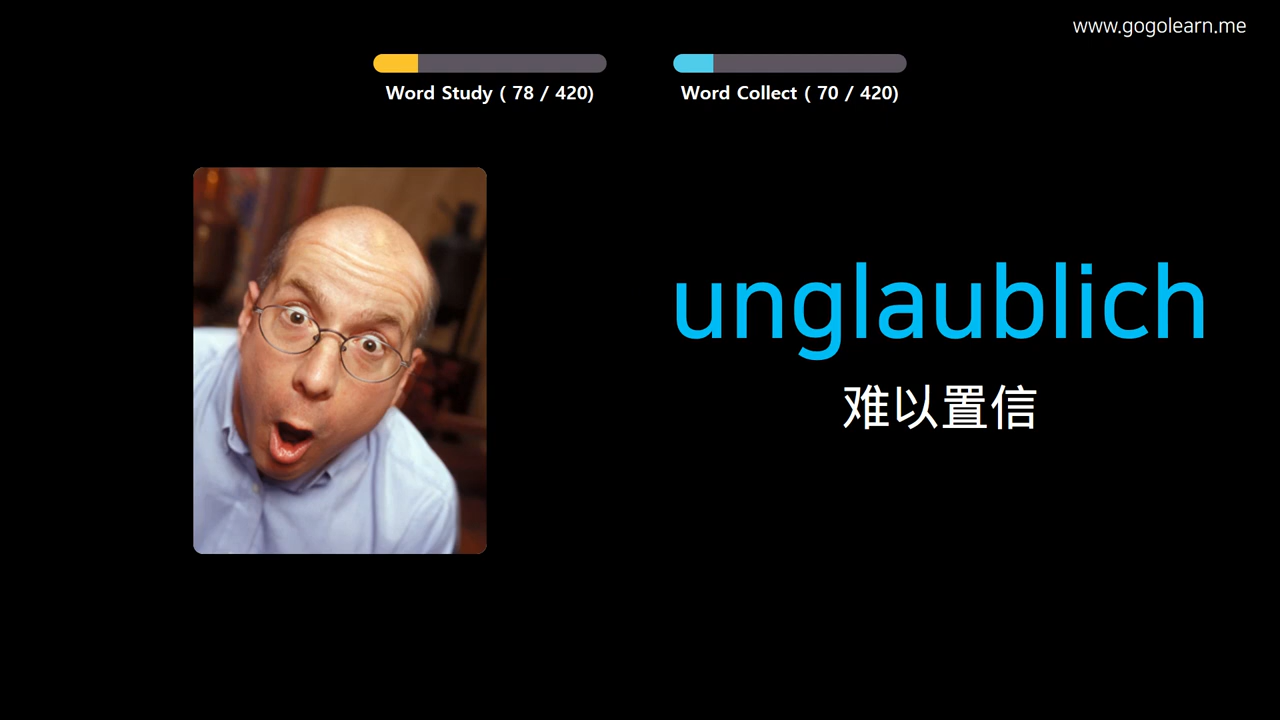 www.gogolearn.me
Word Study ( 78 / 420)
Word Collect ( 70 / 420)
unglaublich
难以置信